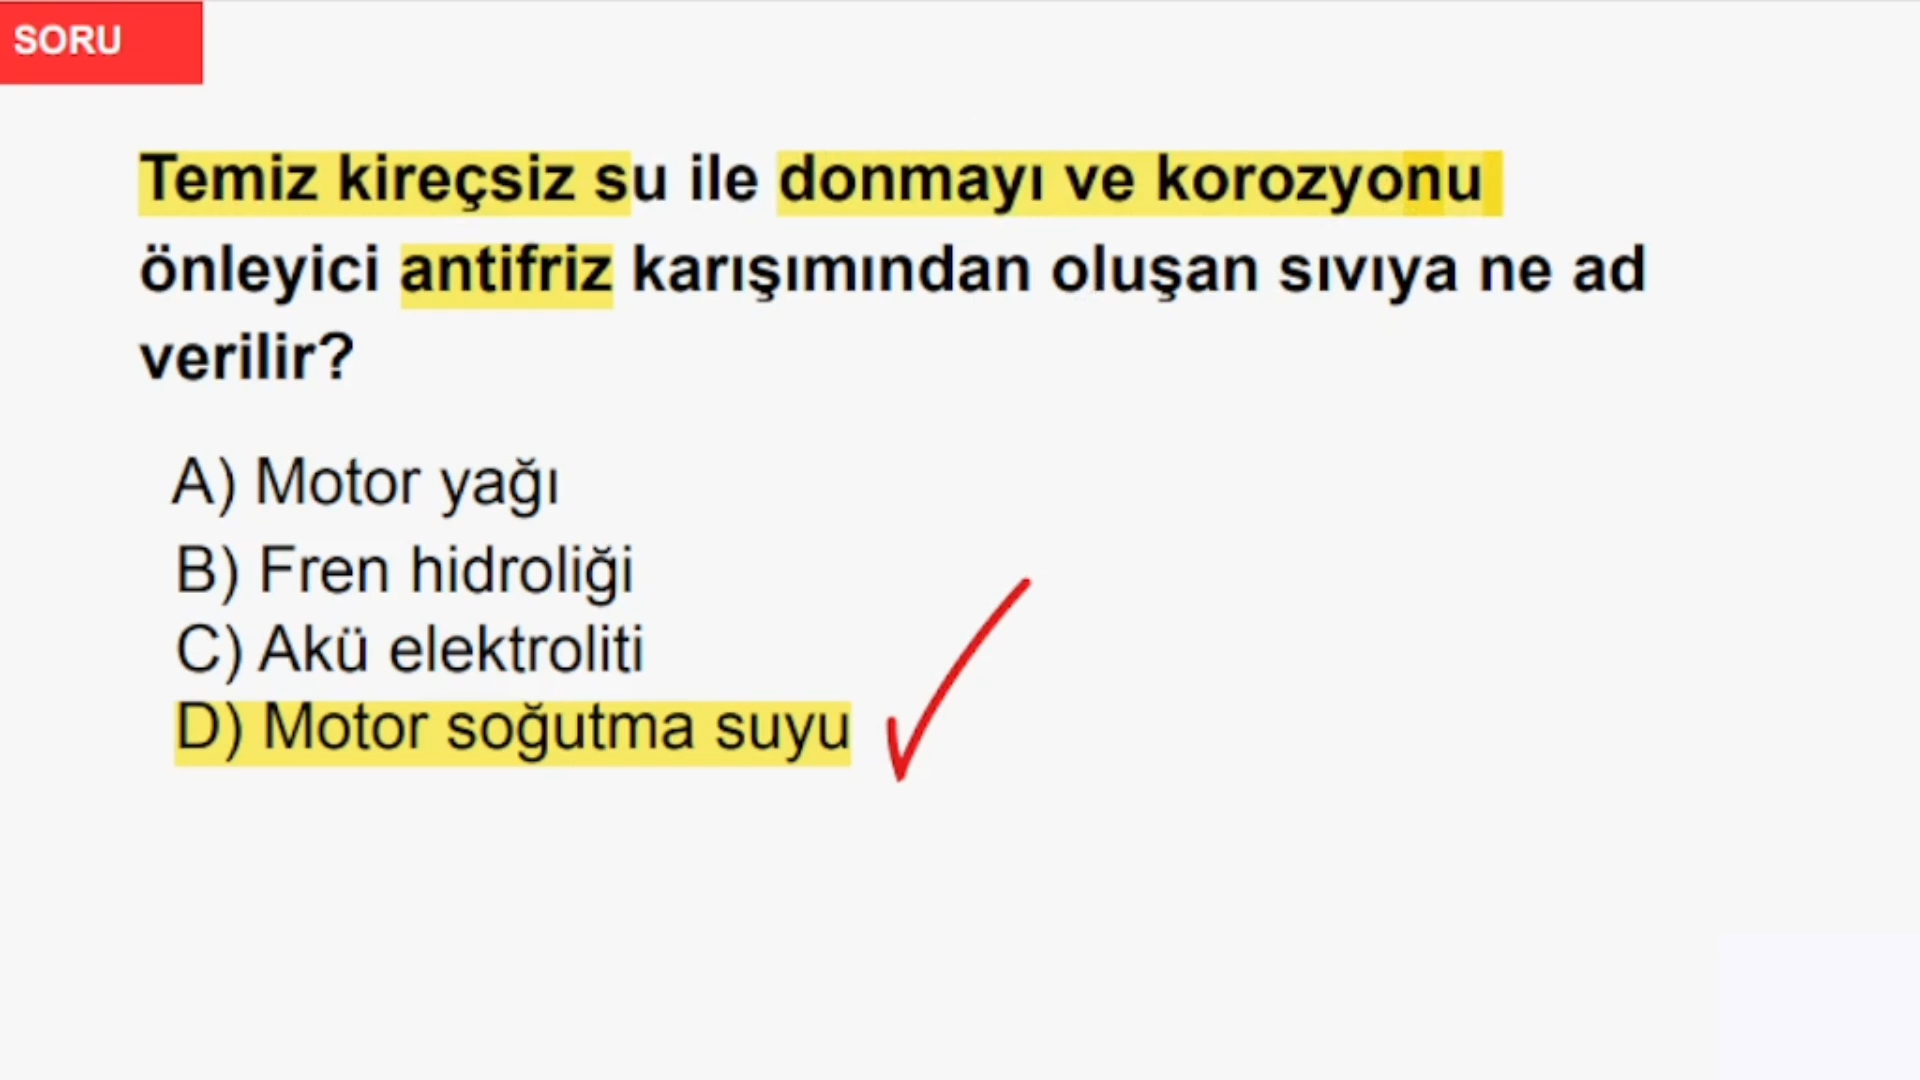 SORU
Temiz kireçsiz su ile donmayı ve korozyonu
önleyici antifriz karışımından oluşan sıvıya ne ad
verilir?
A) Motor yağı
B) Fren hidroliği
C) Akü elektroliti
D) Motor soğutma suyu